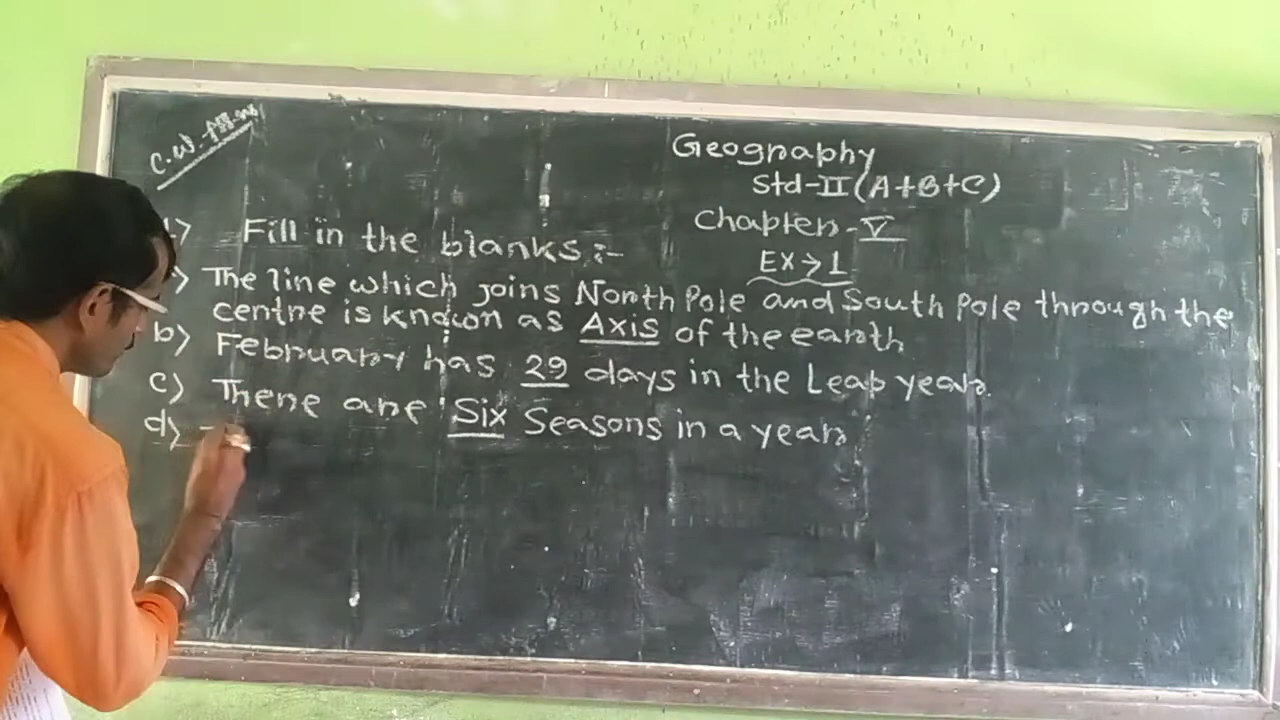 C.W.
Geography
Std-II (A+B+C)
Chapter-V
EX→1
1> Fill in the blanks:-
a> The line which joins North Pole and South Pole through the
centre is known as Axis of the earth
b> February has 29 days in the Leap year.
c> There are Six Seasons in a year.
d>